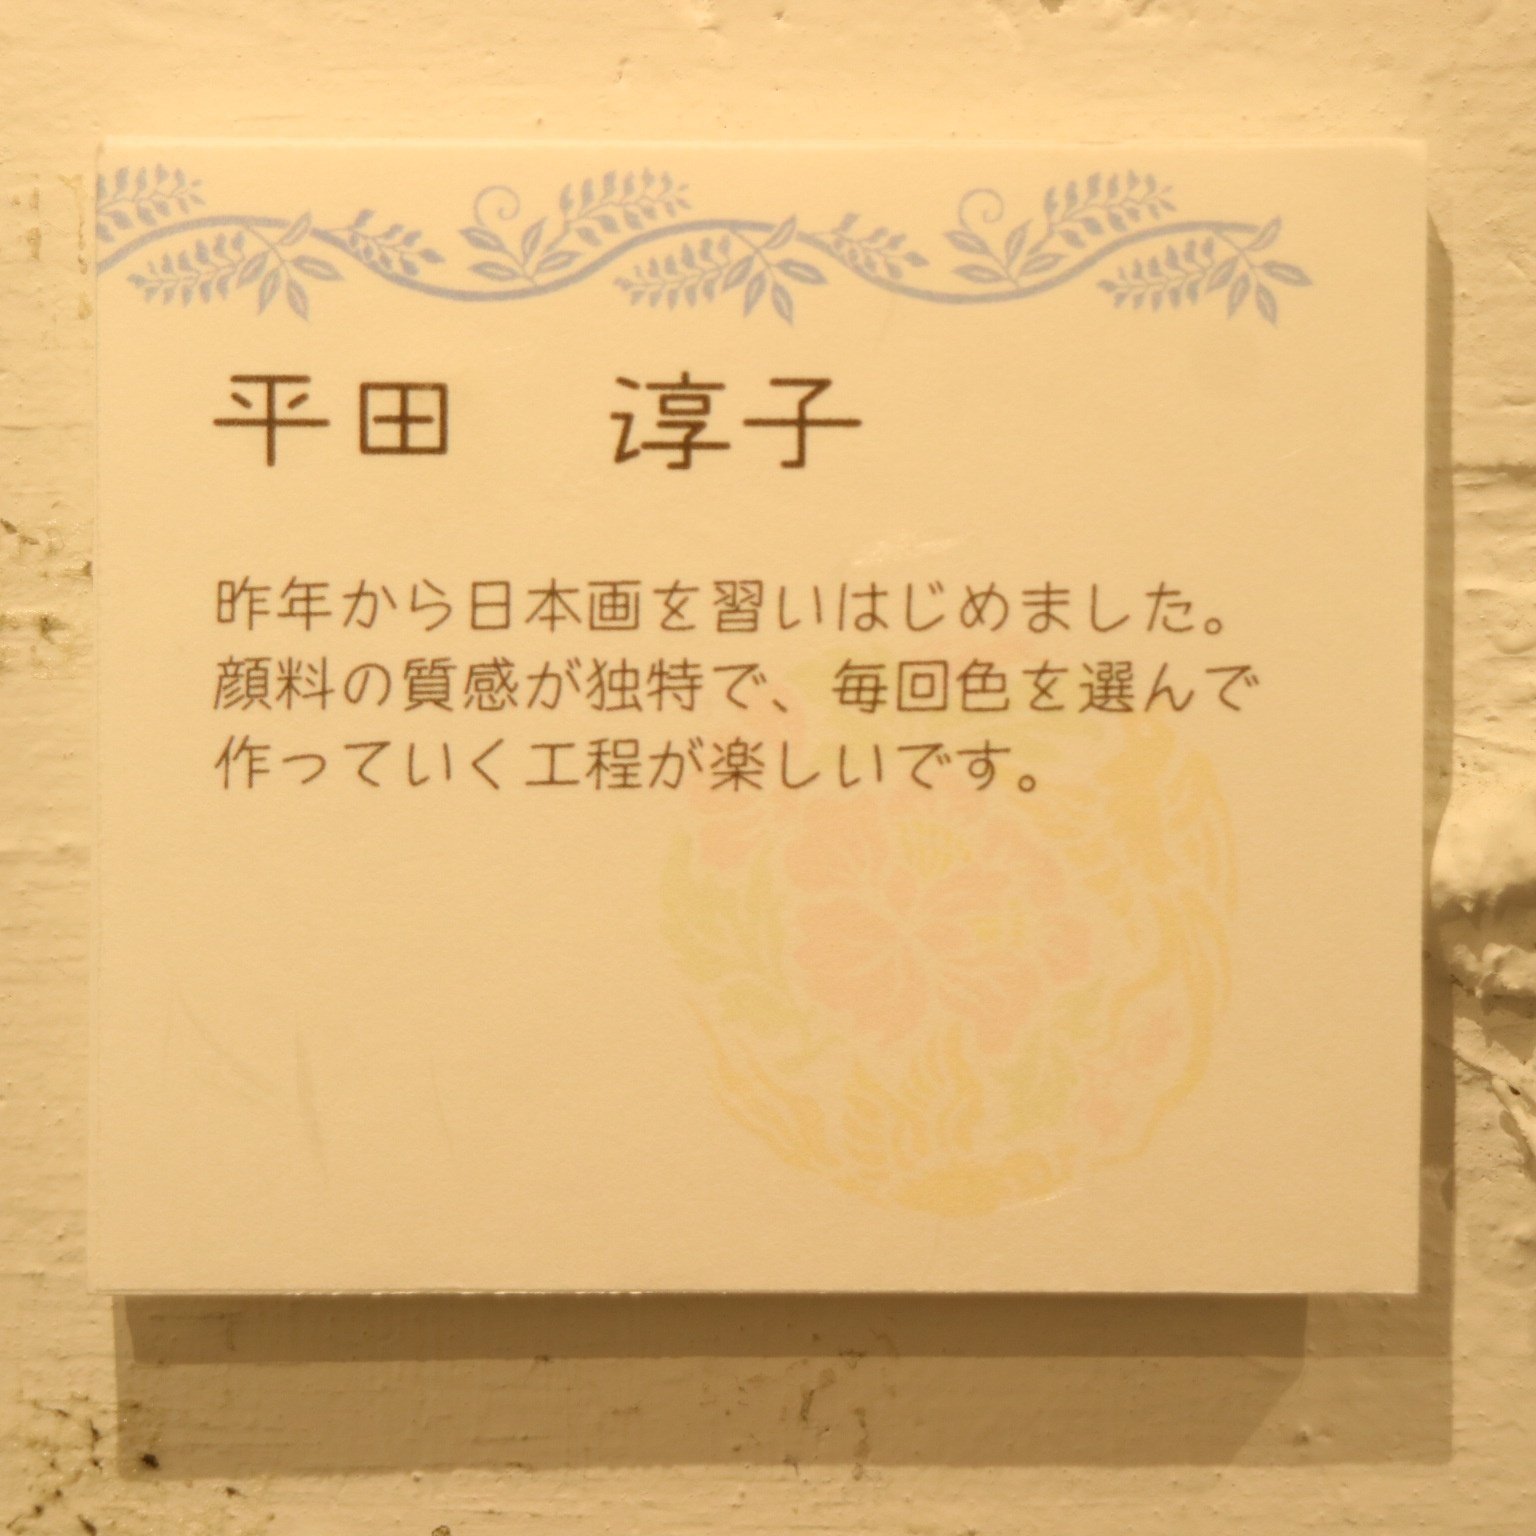 平田　淳子
昨年から日本画を習いはじめました。
顔料の質感が独特で、毎回色を選んで
作っていく工程が楽しいです。